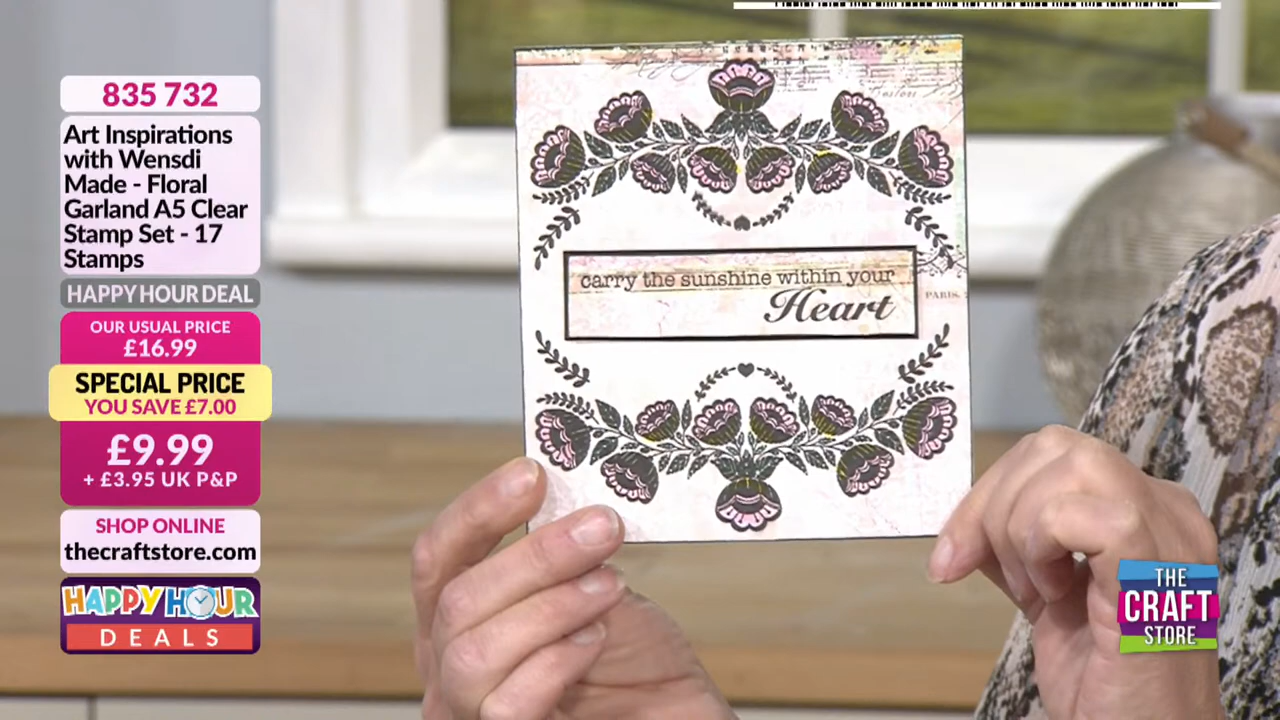 835 732
Art Inspirations
with Wensdi
Made - Floral
Garland A5 Clear
Stamp Set - 17
Stamps
HAPPY HOUR DEAL
OUR USUAL PRICE
£16.99
SPECIAL PRICE
YOU SAVE £7.00
£9.99
+ £3.95 UK P&P
SHOP ONLINE
thecraftstore.com
HAPPY HOUR
DEALS
carry the sunshine within your
Heart
PARIS.
THE
CRAFT
STORE